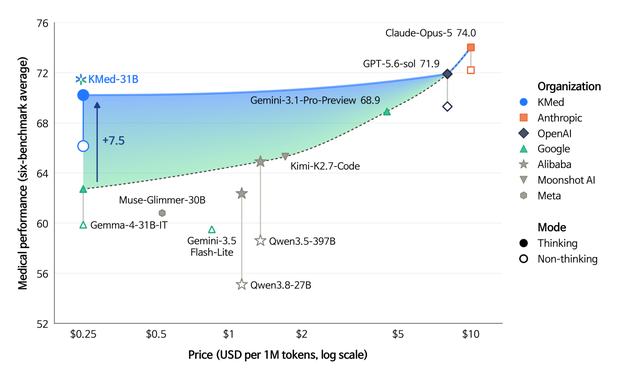 76
72
68
64
60
56
52
Medical performance (six-benchmark average)
Claude-Opus-5 74.0
GPT-5.6-sol 71.9
KMed-31B
Gemini-3.1-Pro-Preview 68.9
+7.5
Kimi-K2.7-Code
Muse-Glimmer-30B
Gemma-4-31B-IT
Gemini-3.5
Flash-Lite
Qwen3.5-397B
Qwen3.8-27B
$0.25
$0.5
$1
$2
$5
$10
Price (USD per 1M tokens, log scale)
Organization
KMed
Anthropic
OpenAI
Google
Alibaba
Moonshot AI
Meta
Mode
Thinking
Non-thinking